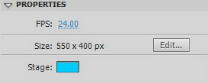 PROPERTIES
FPS: 24.00
Size: 550 x 400 px Edit...
Stage: